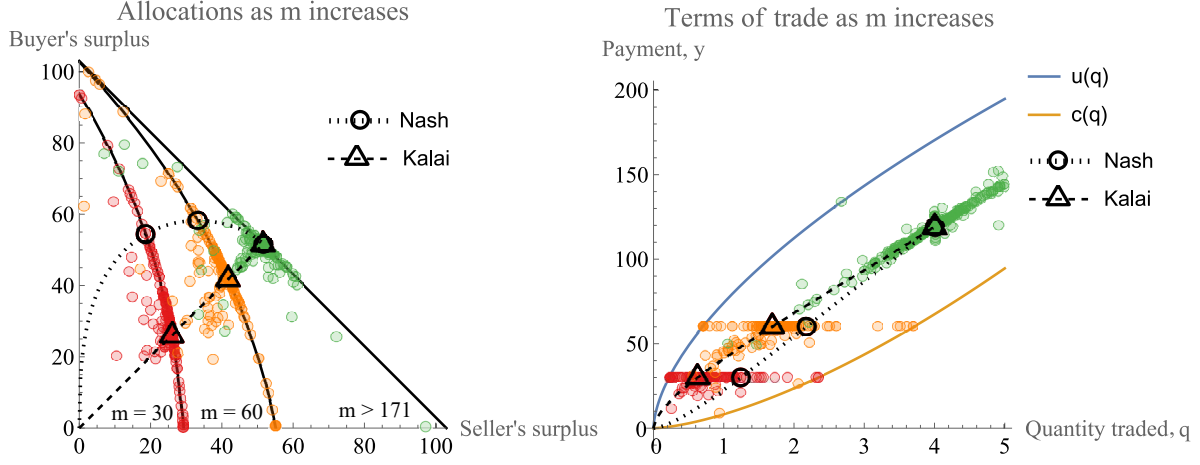 Allocations as m increases
Buyer's surplus
100
80
60
40
20
0
0 20 40 60 80 100
Nash
Kalai
m = 30
m = 60
m > 171
Seller's surplus
Terms of trade as m increases
Payment, y
200
150
100
50
0
0 1 2 3 4 5
u(q)
c(q)
Nash
Kalai
Quantity traded, q